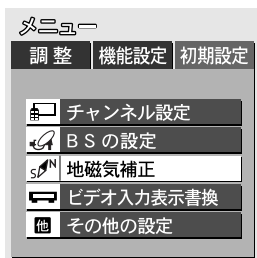 メニュー
調整 機能設定 初期設定
チャンネル設定
BSの設定
S N 地磁気補正
ビデオ入力表示書換
他 その他の設定